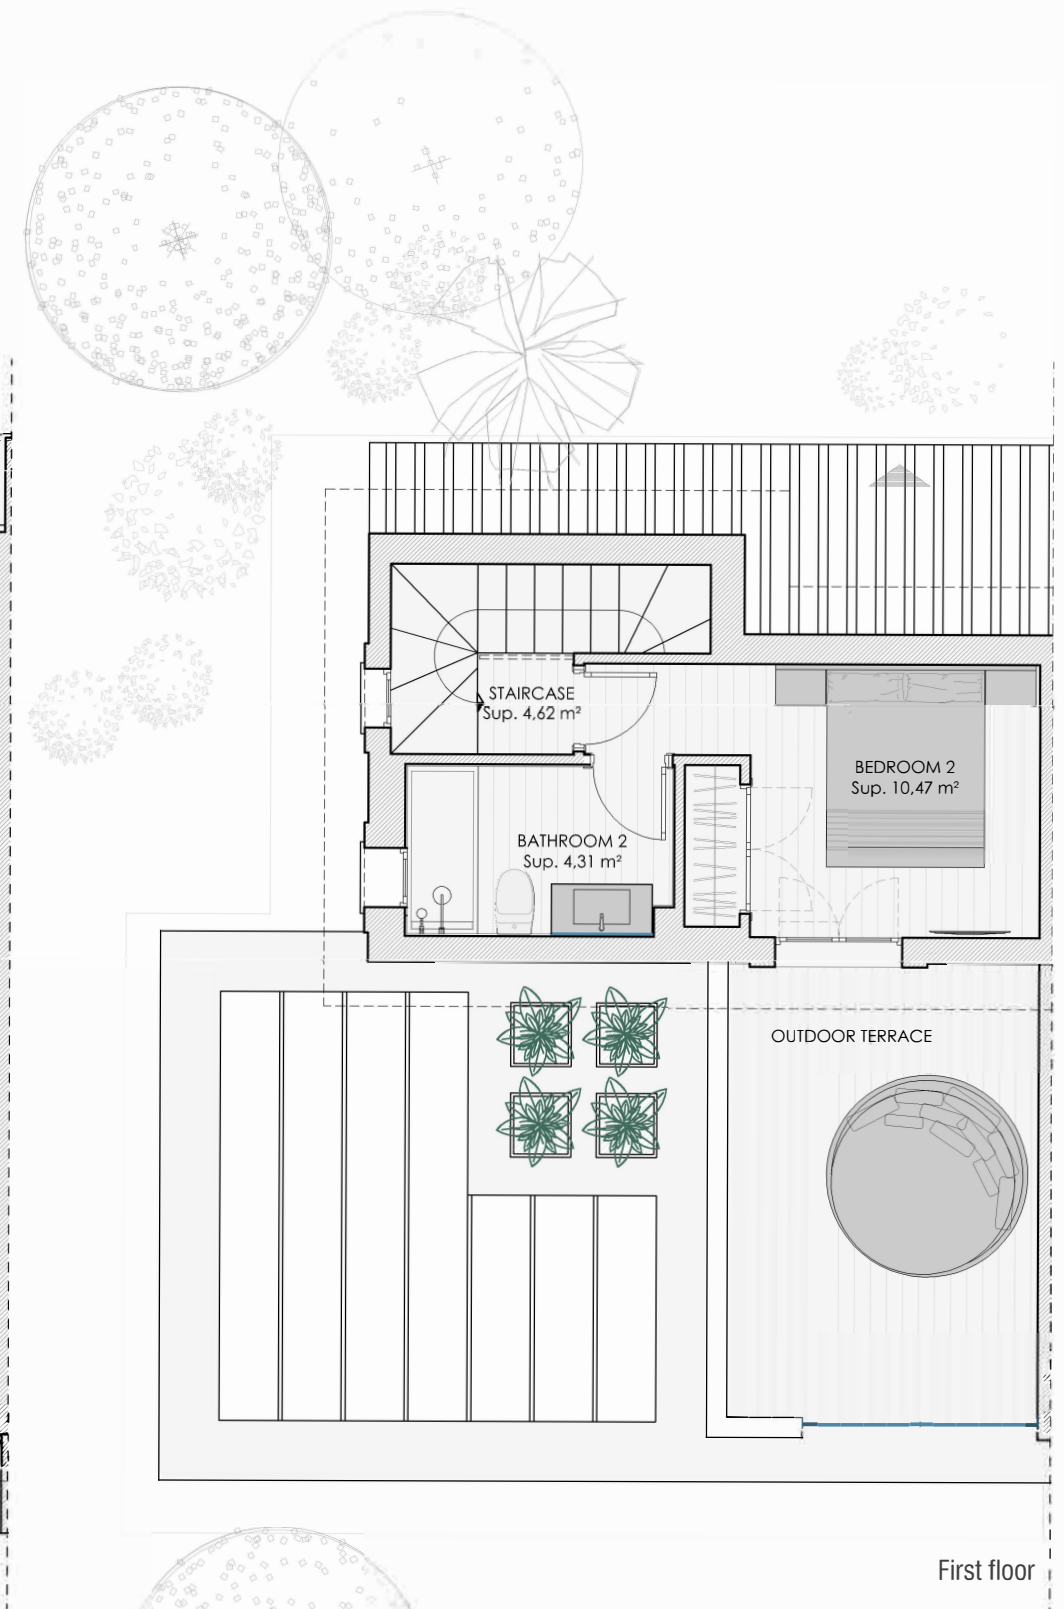 STAIRCASE
Sup. 4,62 m²
BEDROOM 2
Sup. 10,47 m²
BATHROOM 2
Sup. 4,31 m²
OUTDOOR TERRACE
First floor